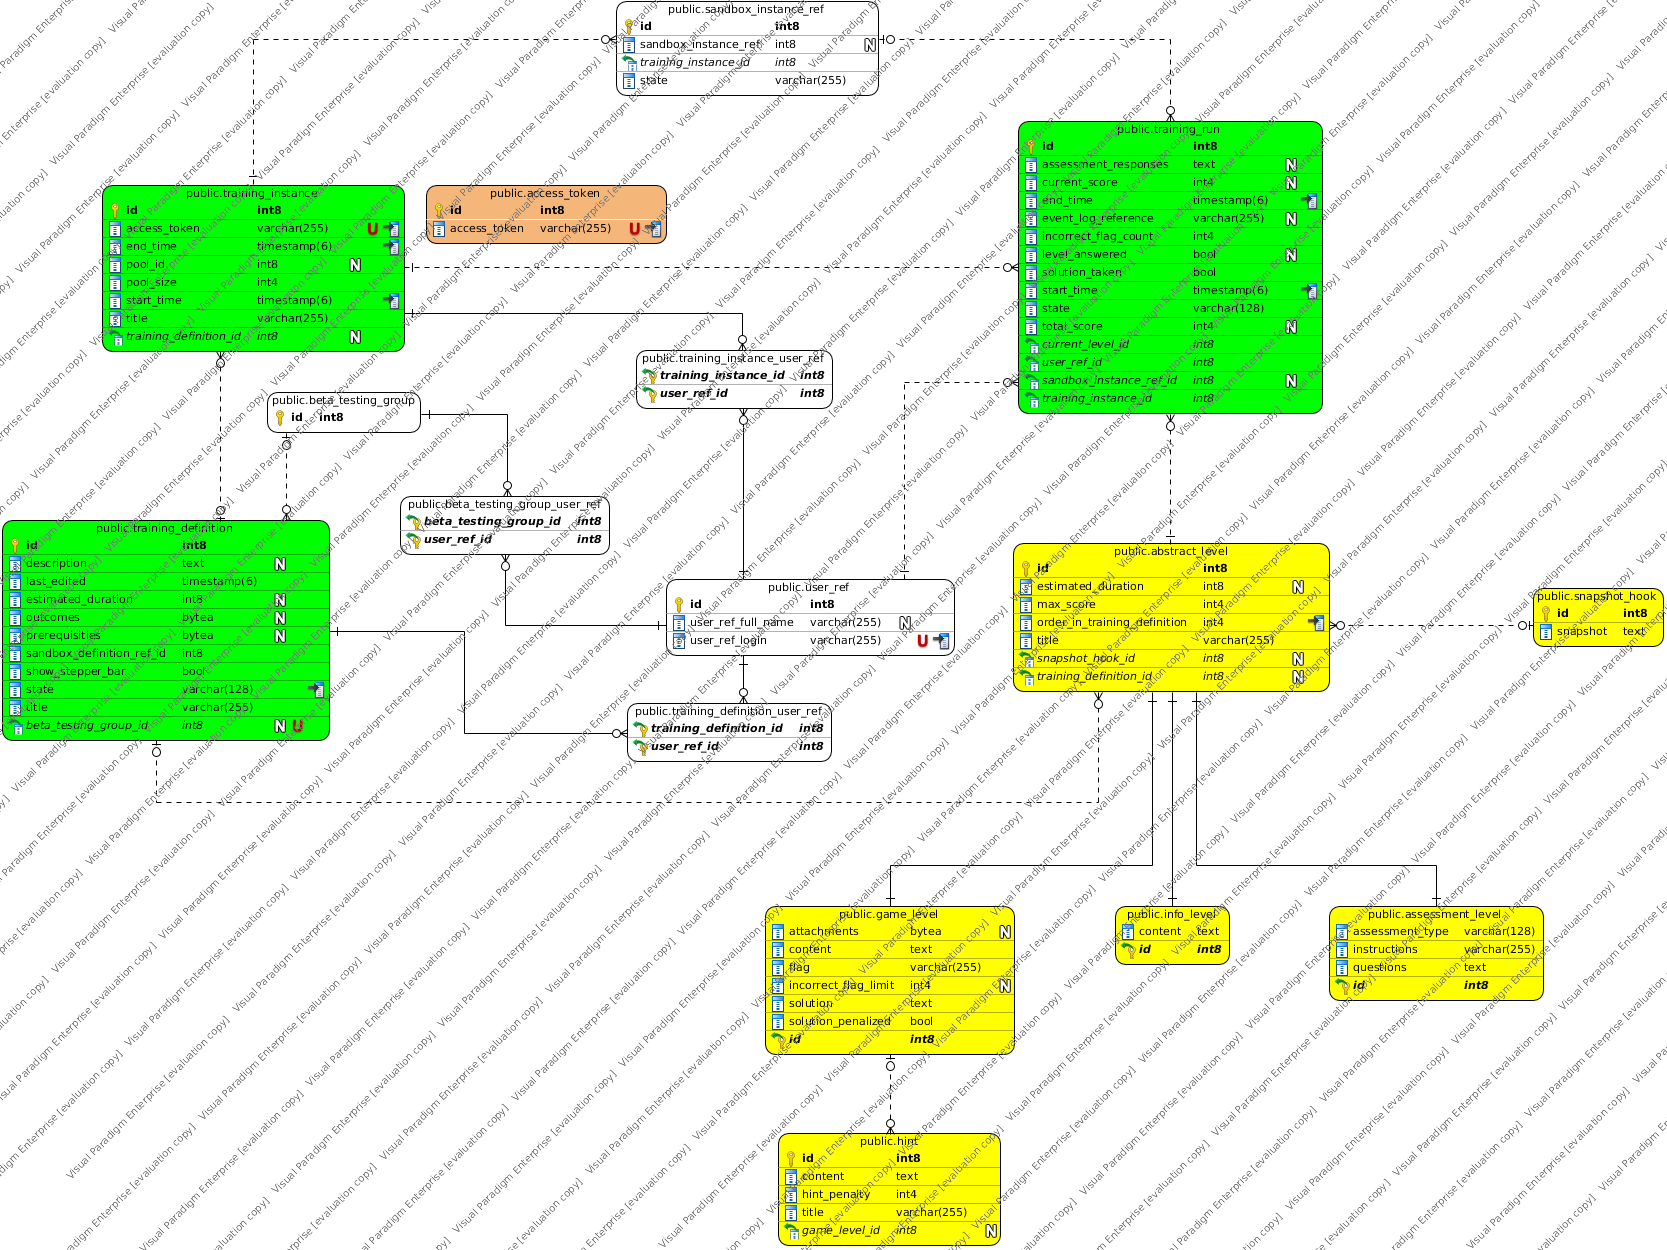 public.sandbox_instance_ref
id int8
sandbox_instance_ref int8 N
training_instance_id int8
state varchar(255)
public.training_run
id int8
assessment_responses text N
current_score int4 N
end_time timestamp(6)
event_log_reference varchar(255) N
incorrect_flag_count int4
level_answered bool N
solution_taken bool
start_time timestamp(6)
state varchar(128)
total_score int4 N
current_level_id int8
user_ref_id int8
sandbox_instance_ref_id int8 N
training_instance_id int8
public.training_instance
id int8
access_token varchar(255) U
end_time timestamp(6)
pool_id int8 N
pool_size int4
start_time timestamp(6)
title varchar(255)
training_definition_id int8 N
public.access_token
id int8
access_token varchar(255) U
public.training_instance_user_ref
training_instance_id int8
user_ref_id int8
public.beta_testing_group
id int8
public.beta_testing_group_user_ref
beta_testing_group_id int8
user_ref_id int8
public.training_definition
id int8
description text N
last_edited timestamp(6)
estimated_duration int8 N
outcomes bytea N
prerequisities bytea N
sandbox_definition_ref_id int8
show_stepper_bar bool
state varchar(128)
title varchar(255)
beta_testing_group_id int8 N U
public.user_ref
id int8
user_ref_full_name varchar(255) N
user_ref_login varchar(255) U
public.abstract_level
id int8
estimated_duration int8 N
max_score int4
order_in_training_definition int4
title varchar(255)
snapshot_hook_id int8 N
training_definition_id int8 N
public.snapshot_hook
id int8
snapshot text
public.training_definition_user_ref
training_definition_id int8
user_ref_id int8
public.game_level
attachments bytea N
content text
flag varchar(255)
incorrect_flag_limit int4 N
solution text
solution_penalized bool
id int8
public.info_level
content text
id int8
public.assessment_level
assessment_type varchar(128)
instructions varchar(255)
questions text
id int8
public.hint
id int8
content text
hint_penalty int4
title varchar(255)
game_level_id int8 N
Visual Paradigm Enterprise [evaluation copy]